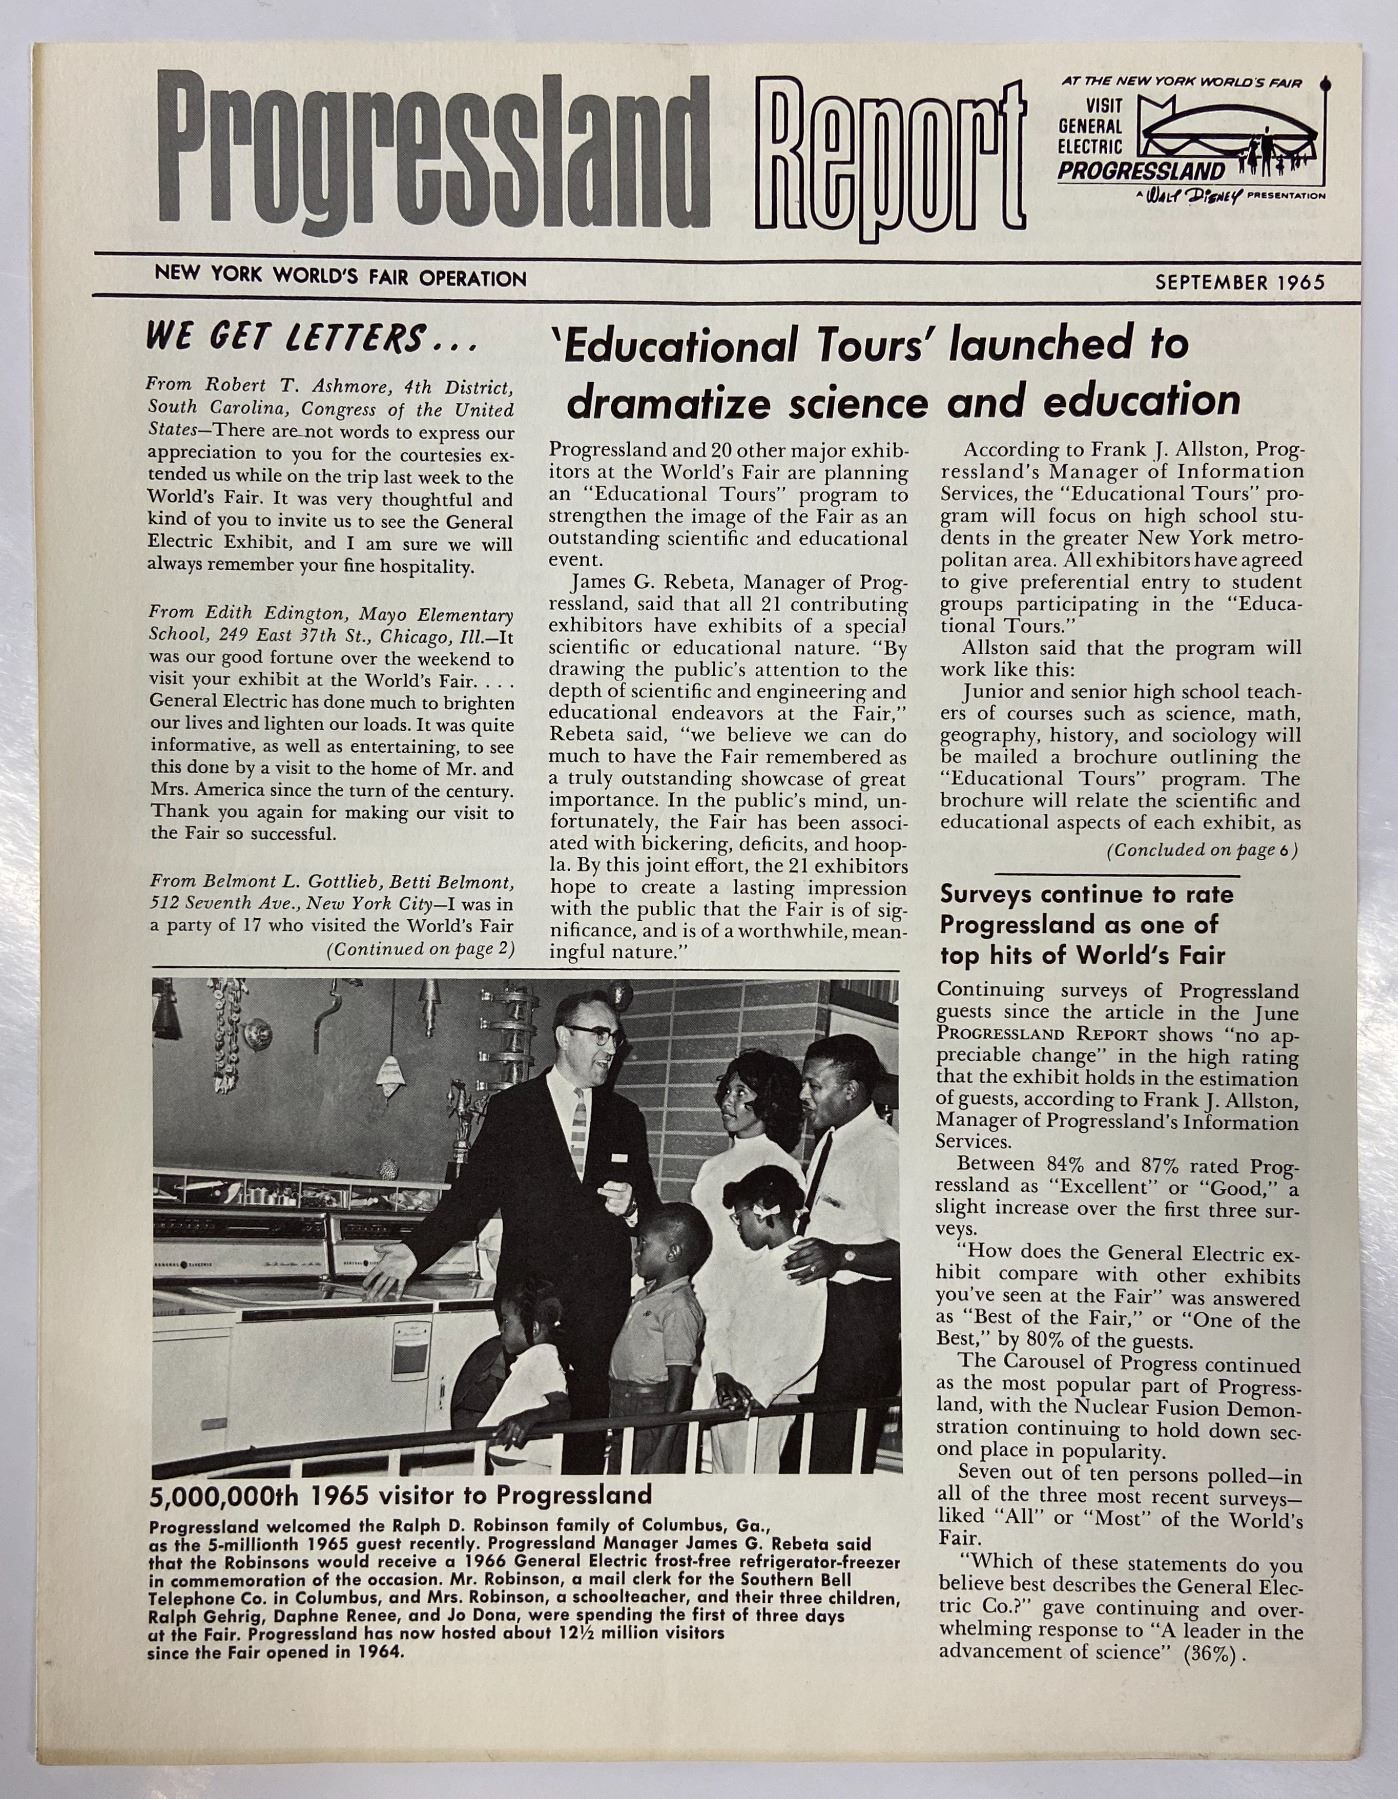 Progressland Report
AT THE NEW YORK WORLD'S FAIR
VISIT
GENERAL
ELECTRIC
PROGRESSLAND
A WALT DISNEY PRESENTATION
NEW YORK WORLD'S FAIR OPERATION
SEPTEMBER 1965
WE GET LETTERS...
From Robert T. Ashmore, 4th District,
South Carolina, Congress of the United
States—There are not words to express our
appreciation to you for the courtesies ex-
tended us while on the trip last week to the
World's Fair. It was very thoughtful and
kind of you to invite us to see the General
Electric Exhibit, and I am sure we will
always remember your fine hospitality.
From Edith Edington, Mayo Elementary
School, 249 East 37th St., Chicago, Ill.—It
was our good fortune over the weekend to
visit your exhibit at the World's Fair. . . .
General Electric has done much to brighten
our lives and lighten our loads. It was quite
informative, as well as entertaining, to see
this done by a visit to the home of Mr. and
Mrs. America since the turn of the century.
Thank you again for making our visit to
the Fair so successful.
From Belmont L. Gottlieb, Betti Belmont,
512 Seventh Ave., New York City—I was in
a party of 17 who visited the World's Fair
(Continued on page 2)
'Educational Tours' launched to
dramatize science and education
Progressland and 20 other major exhib-
itors at the World's Fair are planning
an "Educational Tours" program to
strengthen the image of the Fair as an
outstanding scientific and educational
event.
James G. Rebeta, Manager of Prog-
ressland, said that all 21 contributing
exhibitors have exhibits of a special
scientific or educational nature. "By
drawing the public's attention to the
depth of scientific and engineering and
educational endeavors at the Fair,"
Rebeta said, "we believe we can do
much to have the Fair remembered as
a truly outstanding showcase of great
importance. In the public's mind, un-
fortunately, the Fair has been associ-
ated with bickering, deficits, and hoop-
la. By this joint effort, the 21 exhibitors
hope to create a lasting impression
with the public that the Fair is of sig-
nificance, and is of a worthwhile, mean-
ingful nature."
According to Frank J. Allston, Prog-
ressland's Manager of Information
Services, the "Educational Tours" pro-
gram will focus on high school stu-
dents in the greater New York metro-
politan area. All exhibitors have agreed
to give preferential entry to student
groups participating in the "Educa-
tional Tours."
Allston said that the program will
work like this:
Junior and senior high school teach-
ers of courses such as science, math,
geography, history, and sociology will
be mailed a brochure outlining the
"Educational Tours" program. The
brochure will relate the scientific and
educational aspects of each exhibit, as
(Concluded on page 6)
Surveys continue to rate
Progressland as one of
top hits of World's Fair
Continuing surveys of Progressland
guests since the article in the June
PROGRESSLAND REPORT shows "no ap-
preciable change" in the high rating
that the exhibit holds in the estimation
of guests, according to Frank J. Allston,
Manager of Progressland's Information
Services.
Between 84% and 87% rated Prog-
ressland as "Excellent" or "Good," a
slight increase over the first three sur-
veys.
"How does the General Electric ex-
hibit compare with other exhibits
you've seen at the Fair" was answered
as "Best of the Fair," or "One of the
Best," by 80% of the guests.
The Carousel of Progress continued
as the most popular part of Progress-
land, with the Nuclear Fusion Demon-
stration continuing to hold down sec-
ond place in popularity.
Seven out of ten persons polled—in
all of the three most recent surveys—
liked "All" or "Most" of the World's
Fair.
"Which of these statements do you
believe best describes the General Elec-
tric Co.?" gave continuing and over-
whelming response to "A leader in the
advancement of science" (36%).
GENERAL ELECTRIC
5,000,000th 1965 visitor to Progressland
Progressland welcomed the Ralph D. Robinson family of Columbus, Ga.,
as the 5-millionth 1965 guest recently. Progressland Manager James G. Rebeta said
that the Robinsons would receive a 1966 General Electric frost-free refrigerator-freezer
in commemoration of the occasion. Mr. Robinson, a mail clerk for the Southern Bell
Telephone Co. in Columbus, and Mrs. Robinson, a schoolteacher, and their three children,
Ralph Gehrig, Daphne Renee, and Jo Dona, were spending the first of three days
at the Fair. Progressland has now hosted about 12½ million visitors
since the Fair opened in 1964.